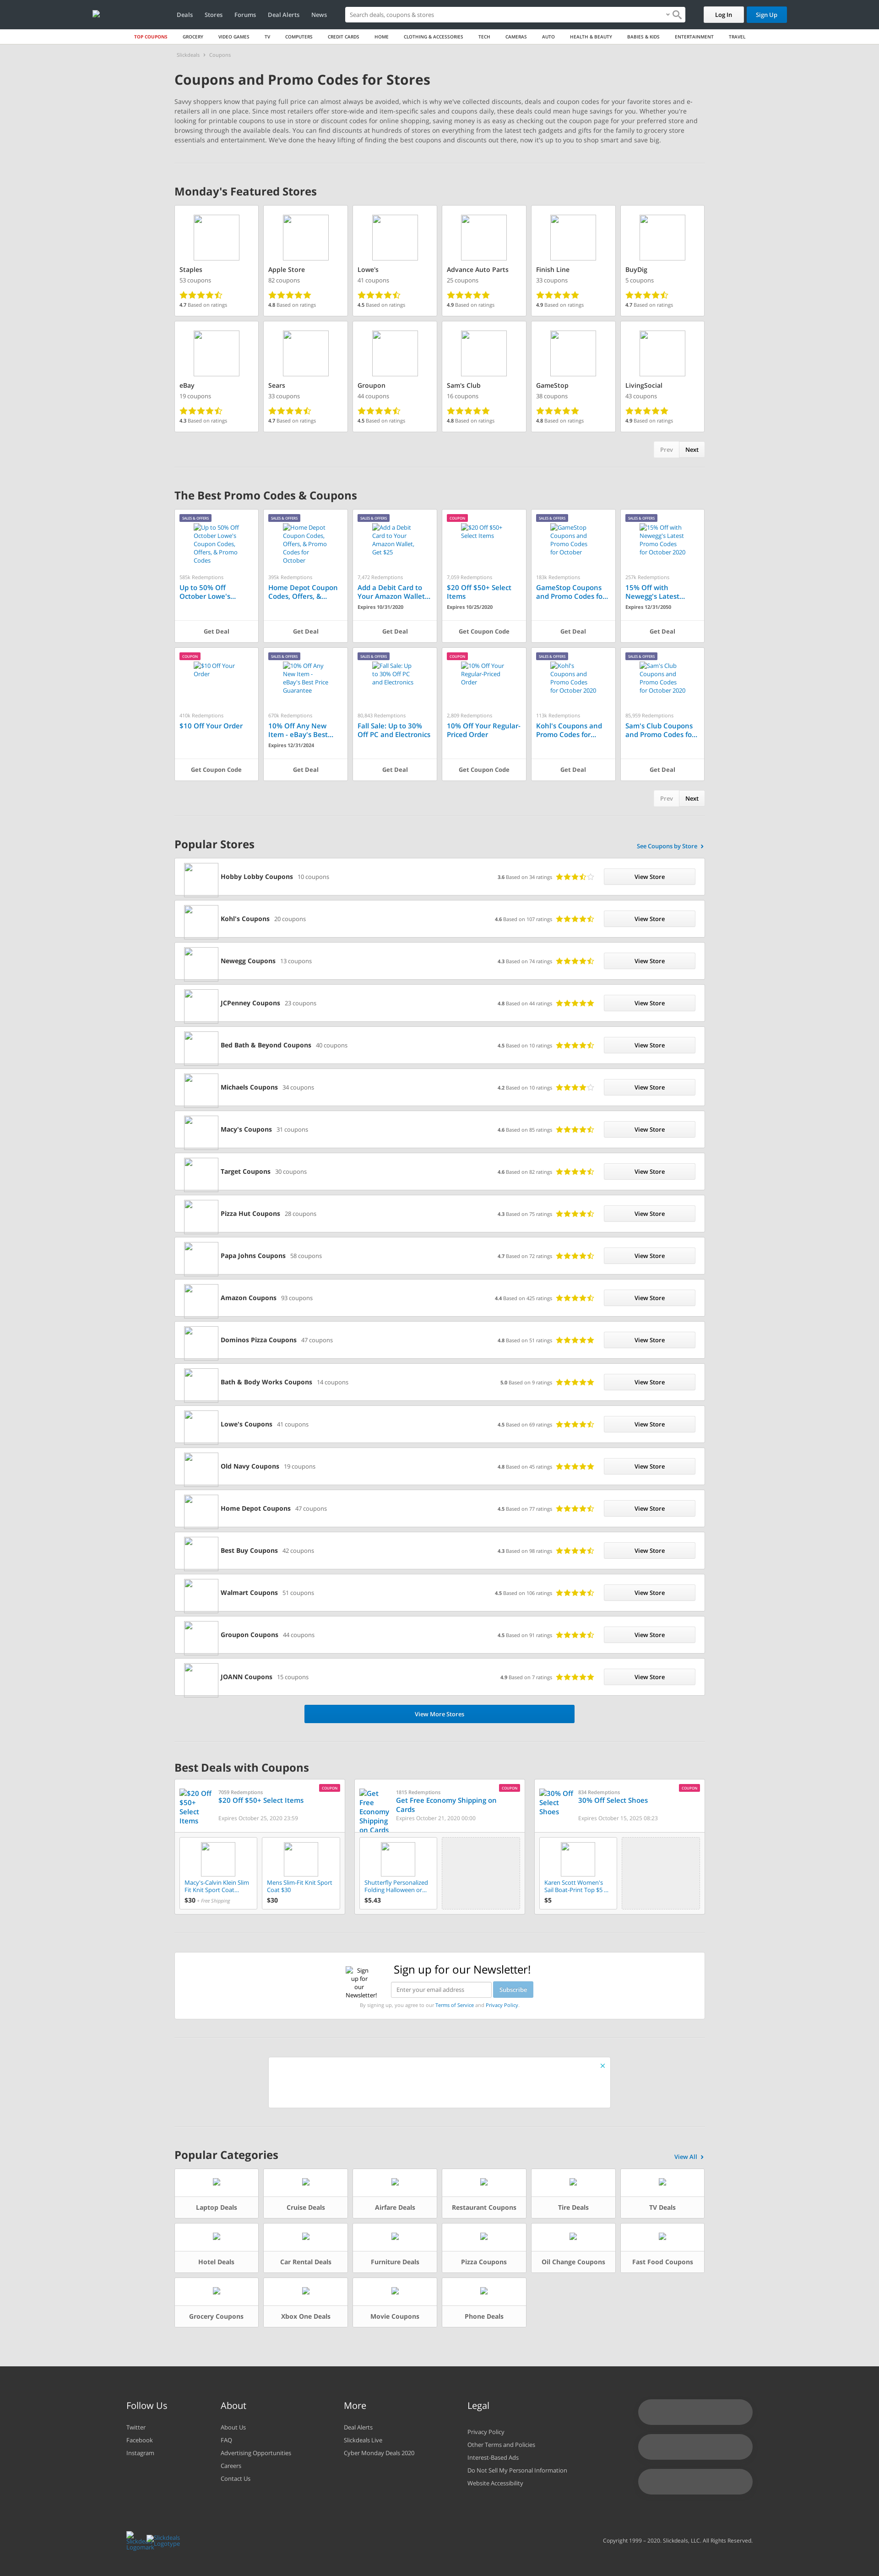 Deals Stores Forums Deal Alerts News
Search deals, coupons & stores
Log In
Sign Up
TOP COUPONS GROCERY VIDEO GAMES TV COMPUTERS CREDIT CARDS HOME CLOTHING & ACCESSORIES TECH CAMERAS AUTO HEALTH & BEAUTY BABIES & KIDS ENTERTAINMENT TRAVEL
Slickdeals > Coupons
Coupons and Promo Codes for Stores
Savvy shoppers know that paying full price can almost always be avoided, which is why we've collected discounts, deals and coupon codes for your favorite stores and e-
retailers all in one place. Since most retailers offer store-wide and item-specific sales and coupons daily, these deals could mean huge savings for you. Whether you're
looking for printable coupons to use in store or discount codes for online shopping, saving money is as easy as checking out the coupon page for your preferred store and
browsing through the available deals. You can find discounts at hundreds of stores on everything from the latest tech gadgets and gifts for the family to grocery store
essentials and entertainment. We've done the heavy lifting of finding the best coupons and discounts out there, now it's up to you to shop smart and save big.
Monday's Featured Stores
Staples
53 coupons
4.7 Based on ratings
Apple Store
82 coupons
4.8 Based on ratings
Lowe's
41 coupons
4.5 Based on ratings
Advance Auto Parts
25 coupons
4.9 Based on ratings
Finish Line
33 coupons
4.9 Based on ratings
BuyDig
5 coupons
4.7 Based on ratings
eBay
19 coupons
4.3 Based on ratings
Sears
33 coupons
4.7 Based on ratings
Groupon
44 coupons
4.5 Based on ratings
Sam's Club
16 coupons
4.8 Based on ratings
GameStop
38 coupons
4.8 Based on ratings
LivingSocial
43 coupons
4.9 Based on ratings
Prev Next
The Best Promo Codes & Coupons
SALES & OFFERS
Up to 50% Off
October Lowe's
Coupon Codes,
Offers, & Promo
Codes
585k Redemptions
Up to 50% Off
October Lowe's...
Get Deal
SALES & OFFERS
Home Depot
Coupon Codes,
Offers, & Promo
Codes for
October
395k Redemptions
Home Depot Coupon
Codes, Offers, &...
Get Deal
SALES & OFFERS
Add a Debit
Card to Your
Amazon Wallet,
Get $25
7,472 Redemptions
Add a Debit Card to
Your Amazon Wallet...
Expires 10/31/2020
Get Deal
COUPON
$20 Off $50+
Select Items
7,059 Redemptions
$20 Off $50+ Select
Items
Expires 10/25/2020
Get Coupon Code
SALES & OFFERS
GameStop
Coupons and
Promo Codes
for October
183k Redemptions
GameStop Coupons
and Promo Codes fo...
Get Deal
SALES & OFFERS
15% Off with
Newegg's Latest
Promo Codes
for October 2020
257k Redemptions
15% Off with
Newegg's Latest...
Expires 12/31/2050
Get Deal
COUPON
$10 Off Your
Order
410k Redemptions
$10 Off Your Order
Get Coupon Code
SALES & OFFERS
10% Off Any
New Item -
eBay's Best Price
Guarantee
670k Redemptions
10% Off Any New
Item - eBay's Best...
Expires 12/31/2024
Get Deal
SALES & OFFERS
Fall Sale: Up
to 30% Off PC
and Electronics
80,843 Redemptions
Fall Sale: Up to 30%
Off PC and Electronics
Get Deal
COUPON
10% Off Your
Regular-Priced
Order
2,809 Redemptions
10% Off Your Regular-
Priced Order
Get Coupon Code
SALES & OFFERS
Kohl's
Coupons and
Promo Codes
for October 2020
113k Redemptions
Kohl's Coupons and
Promo Codes for...
Get Deal
SALES & OFFERS
Sam's Club
Coupons and
Promo Codes
for October 2020
85,959 Redemptions
Sam's Club Coupons
and Promo Codes fo...
Get Deal
Prev Next
Popular Stores
See Coupons by Store >
Hobby Lobby Coupons 10 coupons 3.6 Based on 34 ratings View Store
Kohl's Coupons 20 coupons 4.6 Based on 107 ratings View Store
Newegg Coupons 13 coupons 4.3 Based on 74 ratings View Store
JCPenney Coupons 23 coupons 4.8 Based on 44 ratings View Store
Bed Bath & Beyond Coupons 40 coupons 4.5 Based on 10 ratings View Store
Michaels Coupons 34 coupons 4.2 Based on 10 ratings View Store
Macy's Coupons 31 coupons 4.6 Based on 85 ratings View Store
Target Coupons 30 coupons 4.6 Based on 82 ratings View Store
Pizza Hut Coupons 28 coupons 4.3 Based on 75 ratings View Store
Papa Johns Coupons 58 coupons 4.7 Based on 72 ratings View Store
Amazon Coupons 93 coupons 4.4 Based on 425 ratings View Store
Dominos Pizza Coupons 47 coupons 4.8 Based on 51 ratings View Store
Bath & Body Works Coupons 14 coupons 5.0 Based on 9 ratings View Store
Lowe's Coupons 41 coupons 4.5 Based on 69 ratings View Store
Old Navy Coupons 19 coupons 4.8 Based on 45 ratings View Store
Home Depot Coupons 47 coupons 4.5 Based on 77 ratings View Store
Best Buy Coupons 42 coupons 4.3 Based on 98 ratings View Store
Walmart Coupons 51 coupons 4.5 Based on 106 ratings View Store
Groupon Coupons 44 coupons 4.5 Based on 91 ratings View Store
JOANN Coupons 15 coupons 4.9 Based on 7 ratings View Store
View More Stores
Best Deals with Coupons
COUPON
$20 Off
$50+
Select
Items
7059 Redemptions
$20 Off $50+ Select Items
Expires October 25, 2020 23:59
Macy's-Calvin Klein Slim
Fit Knit Sport Coat...
$30 + Free Shipping
Mens Slim-Fit Knit Sport
Coat $30
$30
COUPON
Get
Free
Economy
Shipping
on Cards
1815 Redemptions
Get Free Economy Shipping on
Cards
Expires October 21, 2020 00:00
Shutterfly Personalized
Folding Halloween or...
$5.43
COUPON
30% Off
Select
Shoes
834 Redemptions
30% Off Select Shoes
Expires October 15, 2025 08:23
Karen Scott Women's
Sail Boat-Print Top $5 ...
$5
Sign
up for
our
Newsletter!
Sign up for our Newsletter!
Enter your email address
Subscribe
By signing up, you agree to our Terms of Service and Privacy Policy.
Popular Categories
View All >
Laptop Deals
Cruise Deals
Airfare Deals
Restaurant Coupons
Tire Deals
TV Deals
Hotel Deals
Car Rental Deals
Furniture Deals
Pizza Coupons
Oil Change Coupons
Fast Food Coupons
Grocery Coupons
Xbox One Deals
Movie Coupons
Phone Deals
Follow Us
Twitter
Facebook
Instagram
About
About Us
FAQ
Advertising Opportunities
Careers
Contact Us
More
Deal Alerts
Slickdeals Live
Cyber Monday Deals 2020
Legal
Privacy Policy
Other Terms and Policies
Interest-Based Ads
Do Not Sell My Personal Information
Website Accessibility
Slickdeals
Logotype
Copyright 1999 – 2020. Slickdeals, LLC. All Rights Reserved.